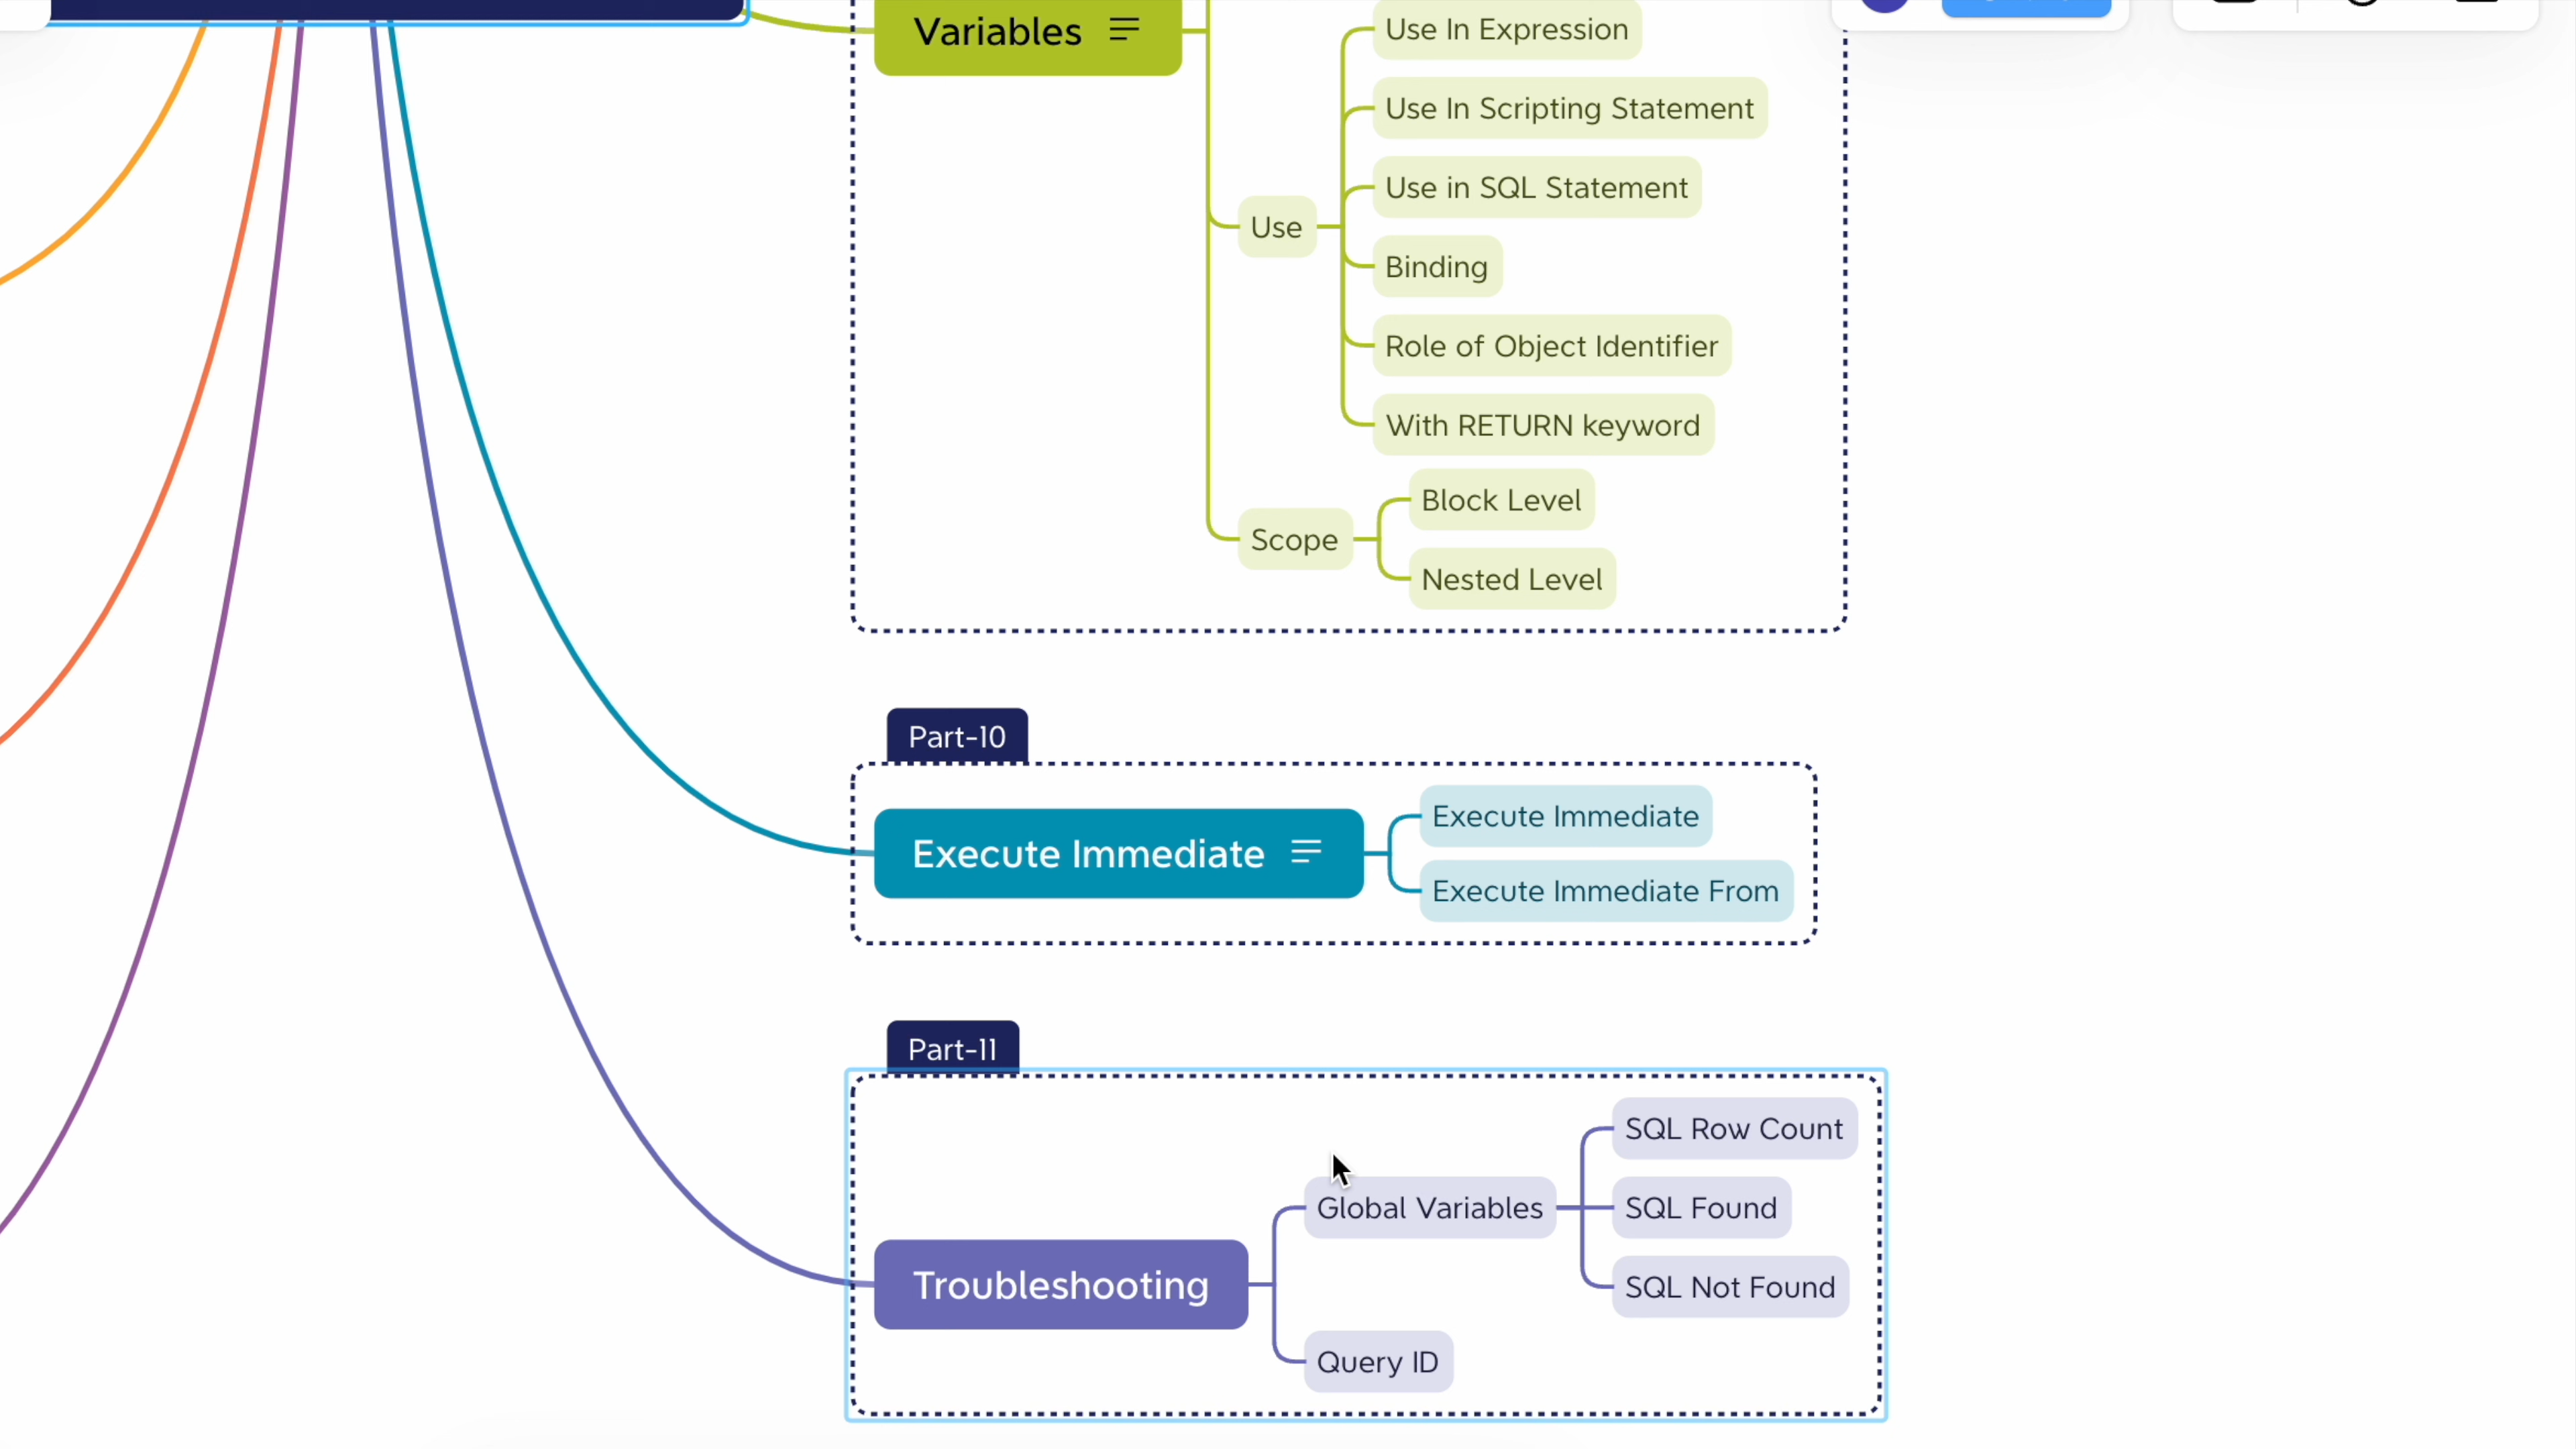 Variables
Use In Expression
Use In Scripting Statement
Use in SQL Statement
Use
Binding
Role of Object Identifier
With RETURN keyword
Scope
Block Level
Nested Level
Part-10
Execute Immediate
Execute Immediate
Execute Immediate From
Part-11
Troubleshooting
Global Variables
SQL Row Count
SQL Found
SQL Not Found
Query ID